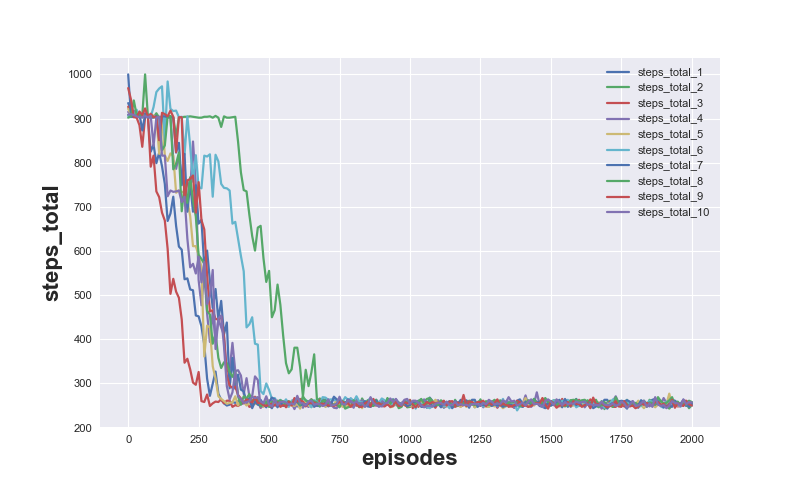 1000
900
800
700
600
500
400
300
200
steps_total
0
250
500
750
1000
1250
1500
1750
2000
episodes
steps_total_1
steps_total_2
steps_total_3
steps_total_4
steps_total_5
steps_total_6
steps_total_7
steps_total_8
steps_total_9
steps_total_10